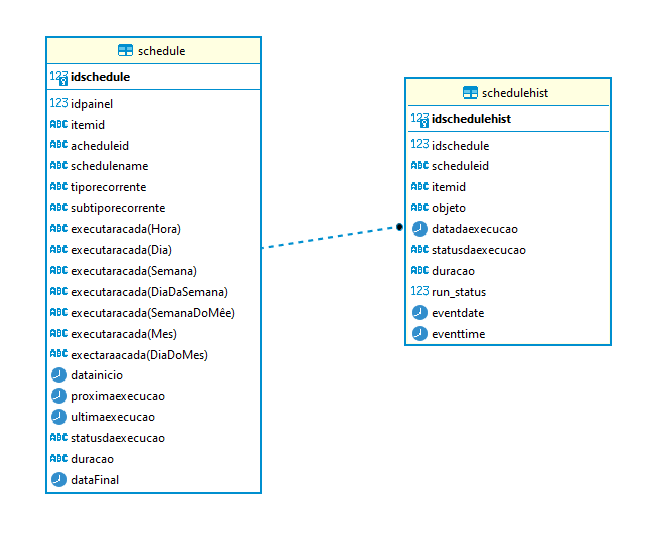 schedule
123 idschedule
123 idpainel
ABC itemid
ABC acheduleid
ABC schedulename
ABC tiporecorrente
ABC subtiporecorrente
ABC executaracada(Hora)
ABC executaracada(Dia)
ABC executaracada(Semana)
ABC executaracada(DiaDaSemana)
ABC executaracada(SemanaDoMêe)
ABC executaracada(Mes)
ABC exectaraacada(DiaDoMes)
datainicio
proximaexecucao
ultimaexecucao
ABC statusdaexecucao
ABC duracao
dataFinal
schedulehist
123 idschedulehist
123 idschedule
ABC scheduleid
ABC itemid
ABC objeto
datadaexecucao
ABC statusdaexecucao
ABC duracao
123 run_status
eventdate
eventtime